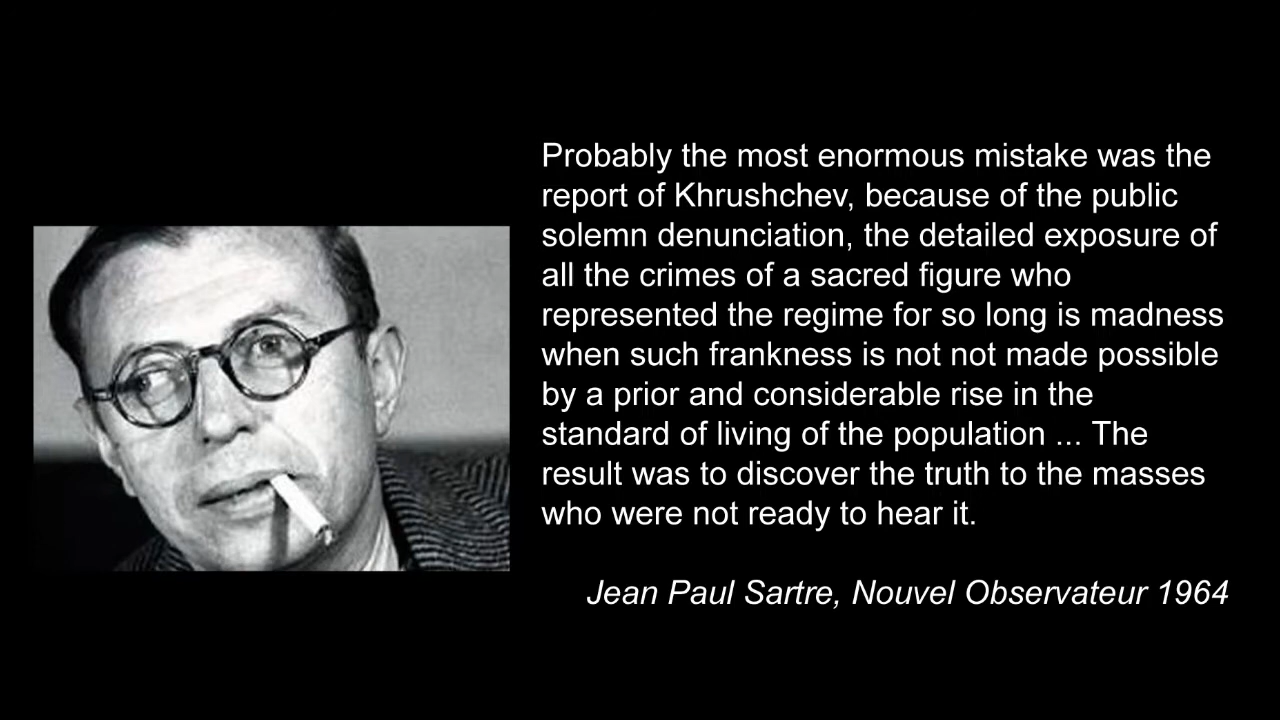 Probably the most enormous mistake was the
report of Khrushchev, because of the public
solemn denunciation, the detailed exposure of
all the crimes of a sacred figure who
represented the regime for so long is madness
when such frankness is not not made possible
by a prior and considerable rise in the
standard of living of the population ... The
result was to discover the truth to the masses
who were not ready to hear it.
Jean Paul Sartre, Nouvel Observateur 1964